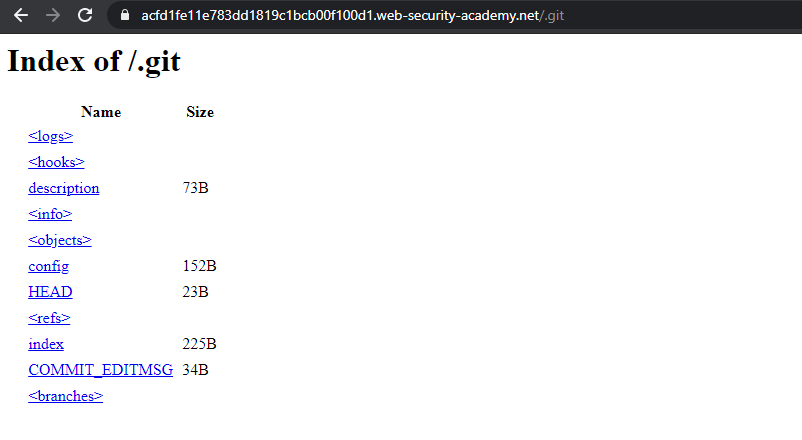 acfd1fe11e783dd1819c1bcb00f100d1.web-security-academy.net/.git
Index of /.git
Name Size
<logs>
<hooks>
description 73B
<info>
<objects>
config 152B
HEAD 23B
<refs>
index 225B
COMMIT_EDITMSG 34B
<branches>